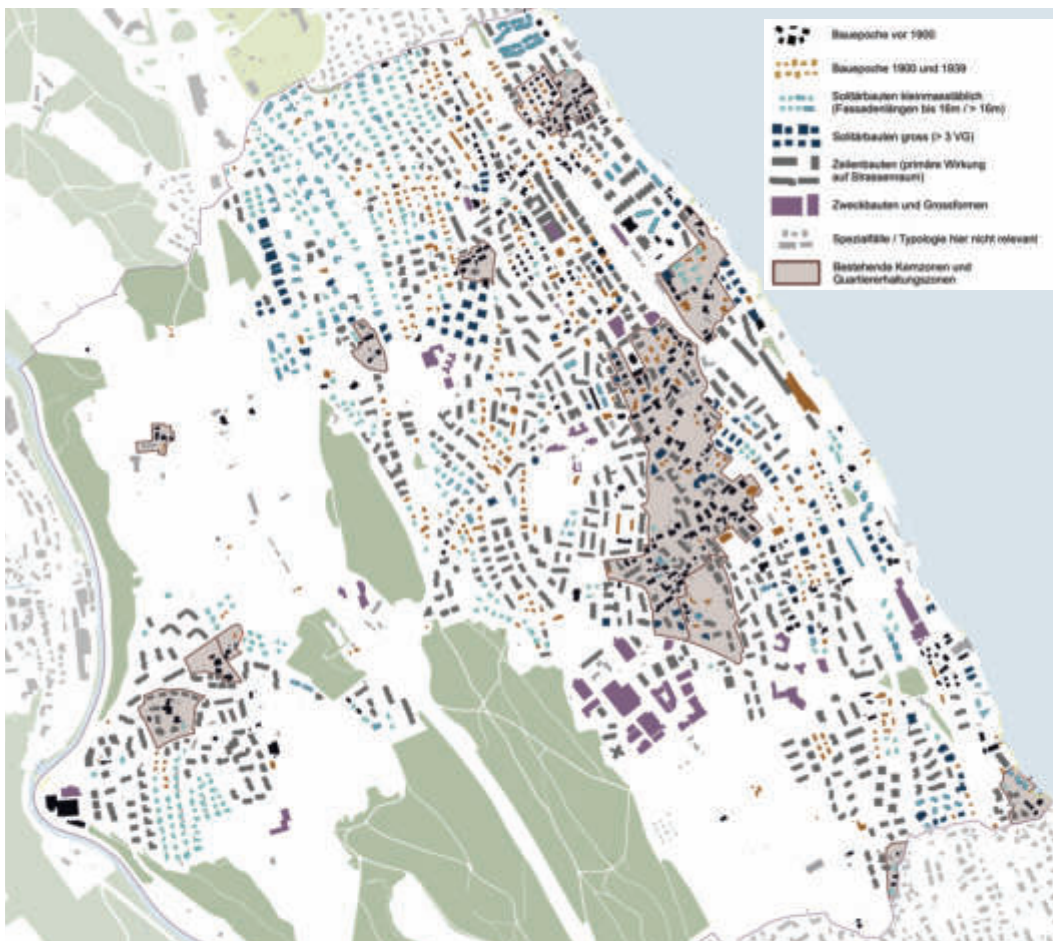 Bauepoche vor 1900
Bauepoche 1900 und 1939
Solitärbauten kleinmasstäblich
(Fassadenlängen bis 16m / > 16m)
Solitärbauten gross (> 3 VG)
Zeilenbauten (primäre Wirkung
auf Strassenraum)
Zweckbauten und Grossformen
Spezialfälle / Typologie hier nicht relevant
Bestehende Kernzonen und
Quartiererhaltungszonen